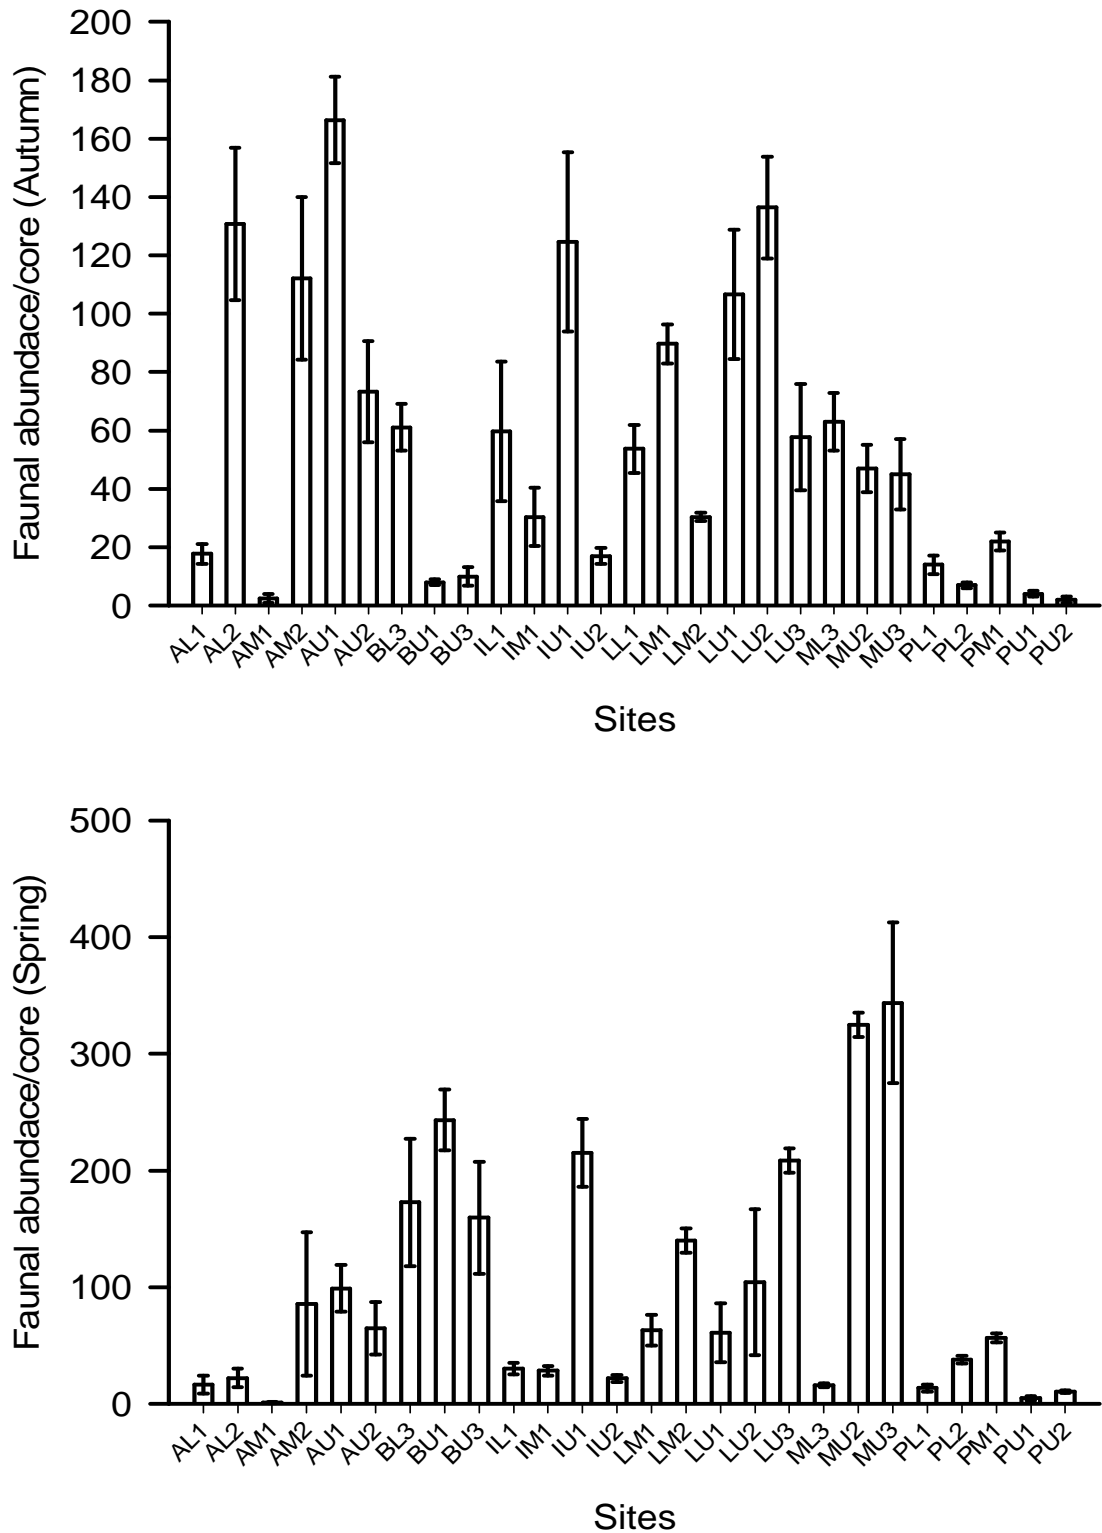 Faunal abundace/core (Autumn)
200
180
160
140
120
100
80
60
40
20
0
AL1 AL2 AM1 AM2 AU1 AU2 BL3 BU1 BU3 IL1 IM1 IU1 IU2 LL1 LM1 LM2 LU1 LU2 LU3 ML3 MU2 MU3 PL1 PL2 PM1 PU1 PU2
Sites
Faunal abundace/core (Spring)
500
400
300
200
100
0
AL1 AL2 AM1 AM2 AU1 AU2 BL3 BU1 BU3 IL1 IM1 IU1 IU2 LM1 LM2 LU1 LU2 LU3 ML3 MU2 MU3 PL1 PL2 PM1 PU1 PU2
Sites